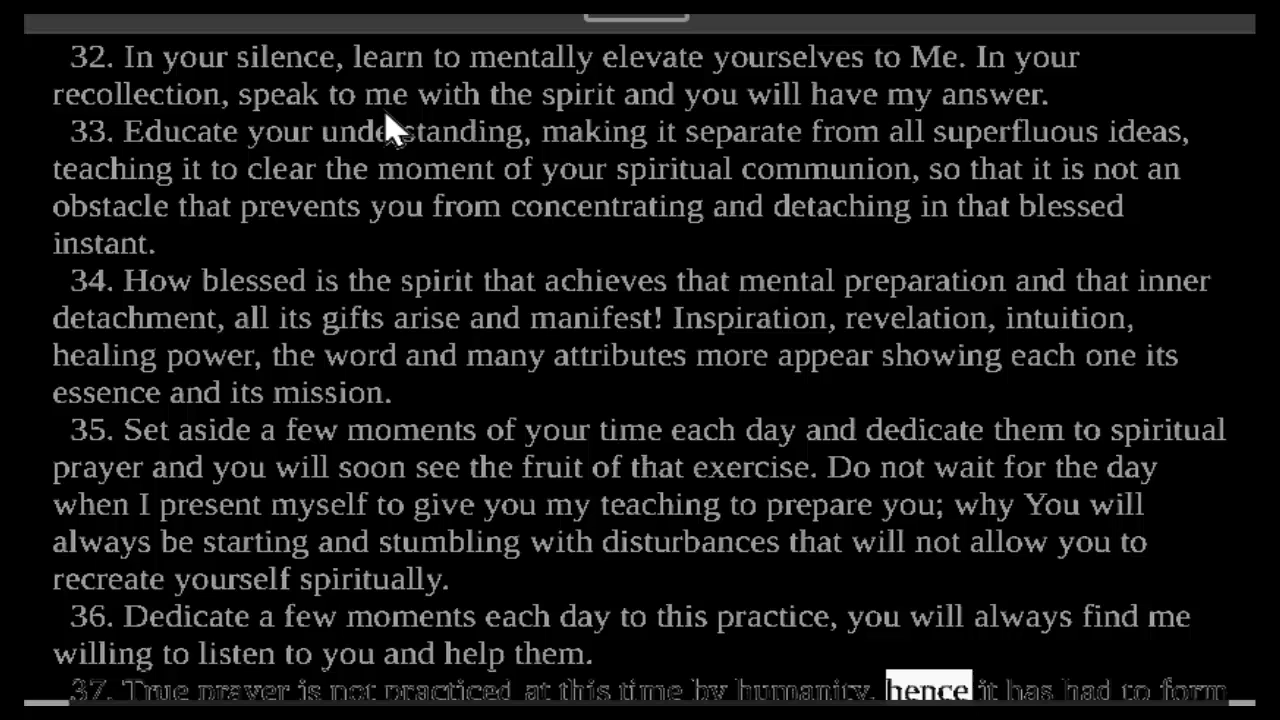 32. In your silence, learn to mentally elevate yourselves to Me. In your
recollection, speak to me with the spirit and you will have my answer.
33. Educate your understanding, making it separate from all superfluous ideas,
teaching it to clear the moment of your spiritual communion, so that it is not an
obstacle that prevents you from concentrating and detaching in that blessed
instant.
34. How blessed is the spirit that achieves that mental preparation and that inner
detachment, all its gifts arise and manifest! Inspiration, revelation, intuition,
healing power, the word and many attributes more appear showing each one its
essence and its mission.
35. Set aside a few moments of your time each day and dedicate them to spiritual
prayer and you will soon see the fruit of that exercise. Do not wait for the day
when I present myself to give you my teaching to prepare you; why You will
always be starting and stumbling with disturbances that will not allow you to
recreate yourself spiritually.
36. Dedicate a few moments each day to this practice, you will always find me
willing to listen to you and help them.
37. True prayer is not practiced at this time by humanity, hence it has had to form